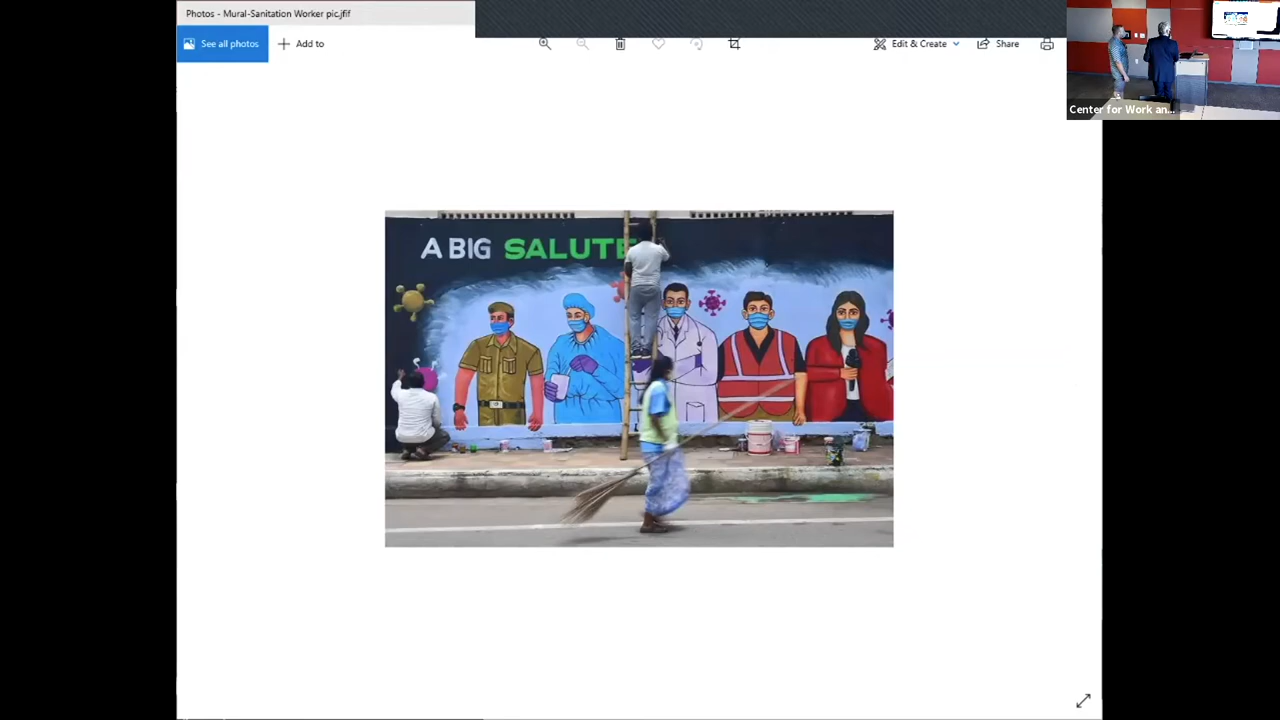 Photos - Mural-Sanitation Worker pic.jfif
See all photos
Add to
Edit & Create
Share
Center for Work an...
A BIG SALUTE